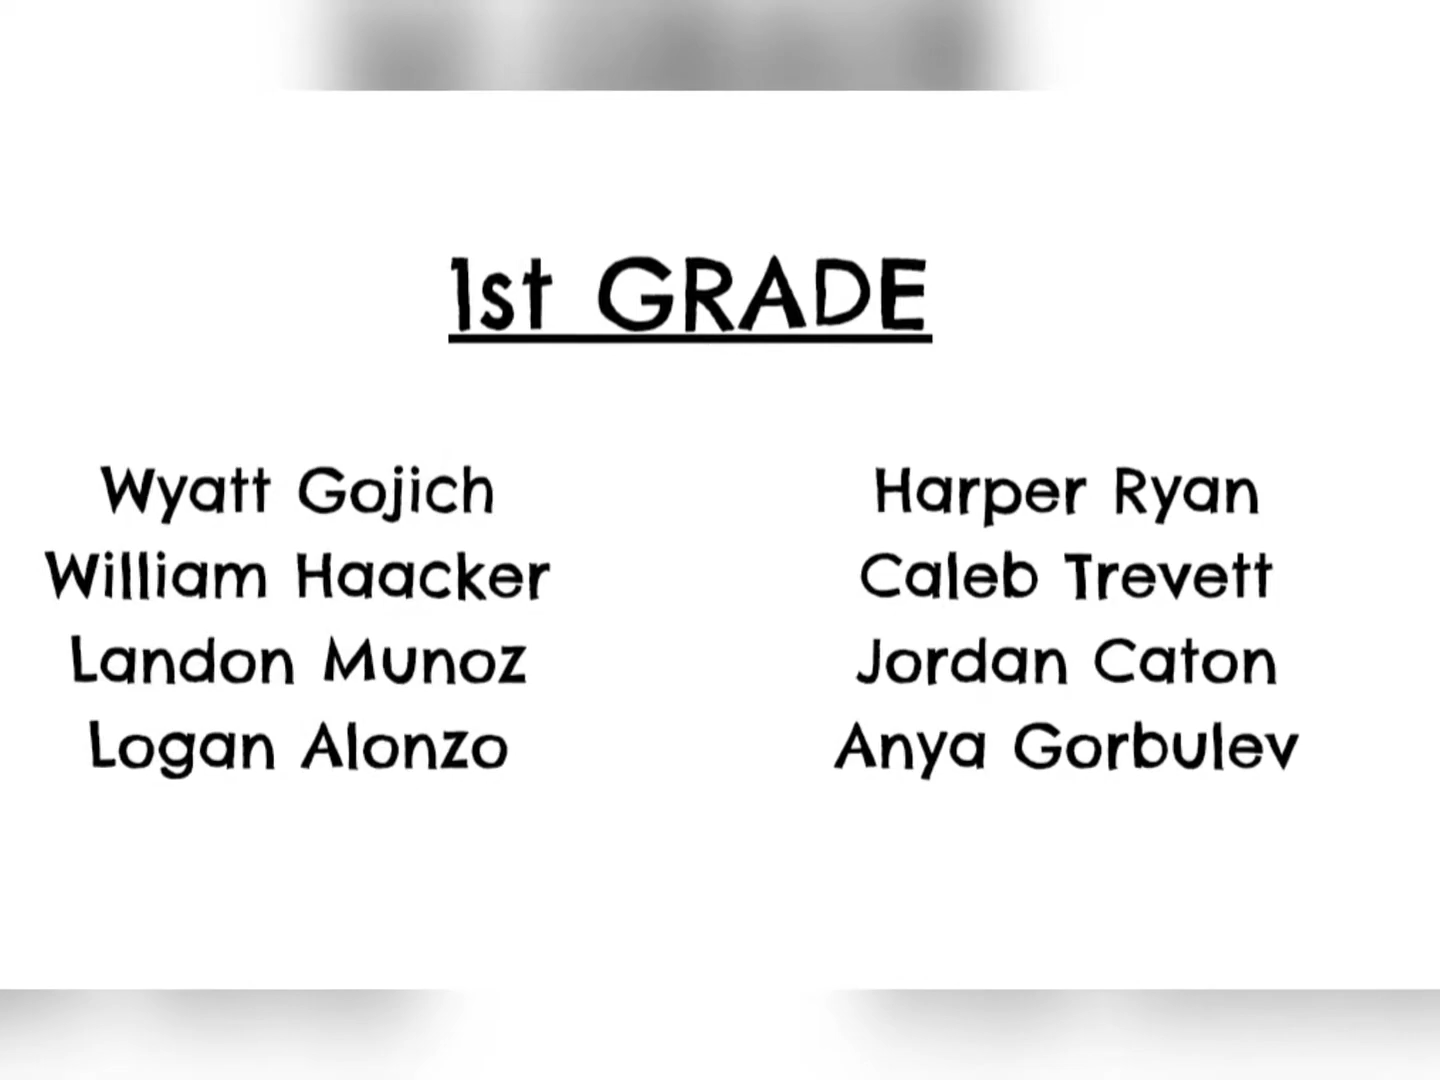 1st GRADE
Wyatt Gojich
William Haacker
Landon Munoz
Logan Alonzo
Harper Ryan
Caleb Trevett
Jordan Caton
Anya Gorbulev